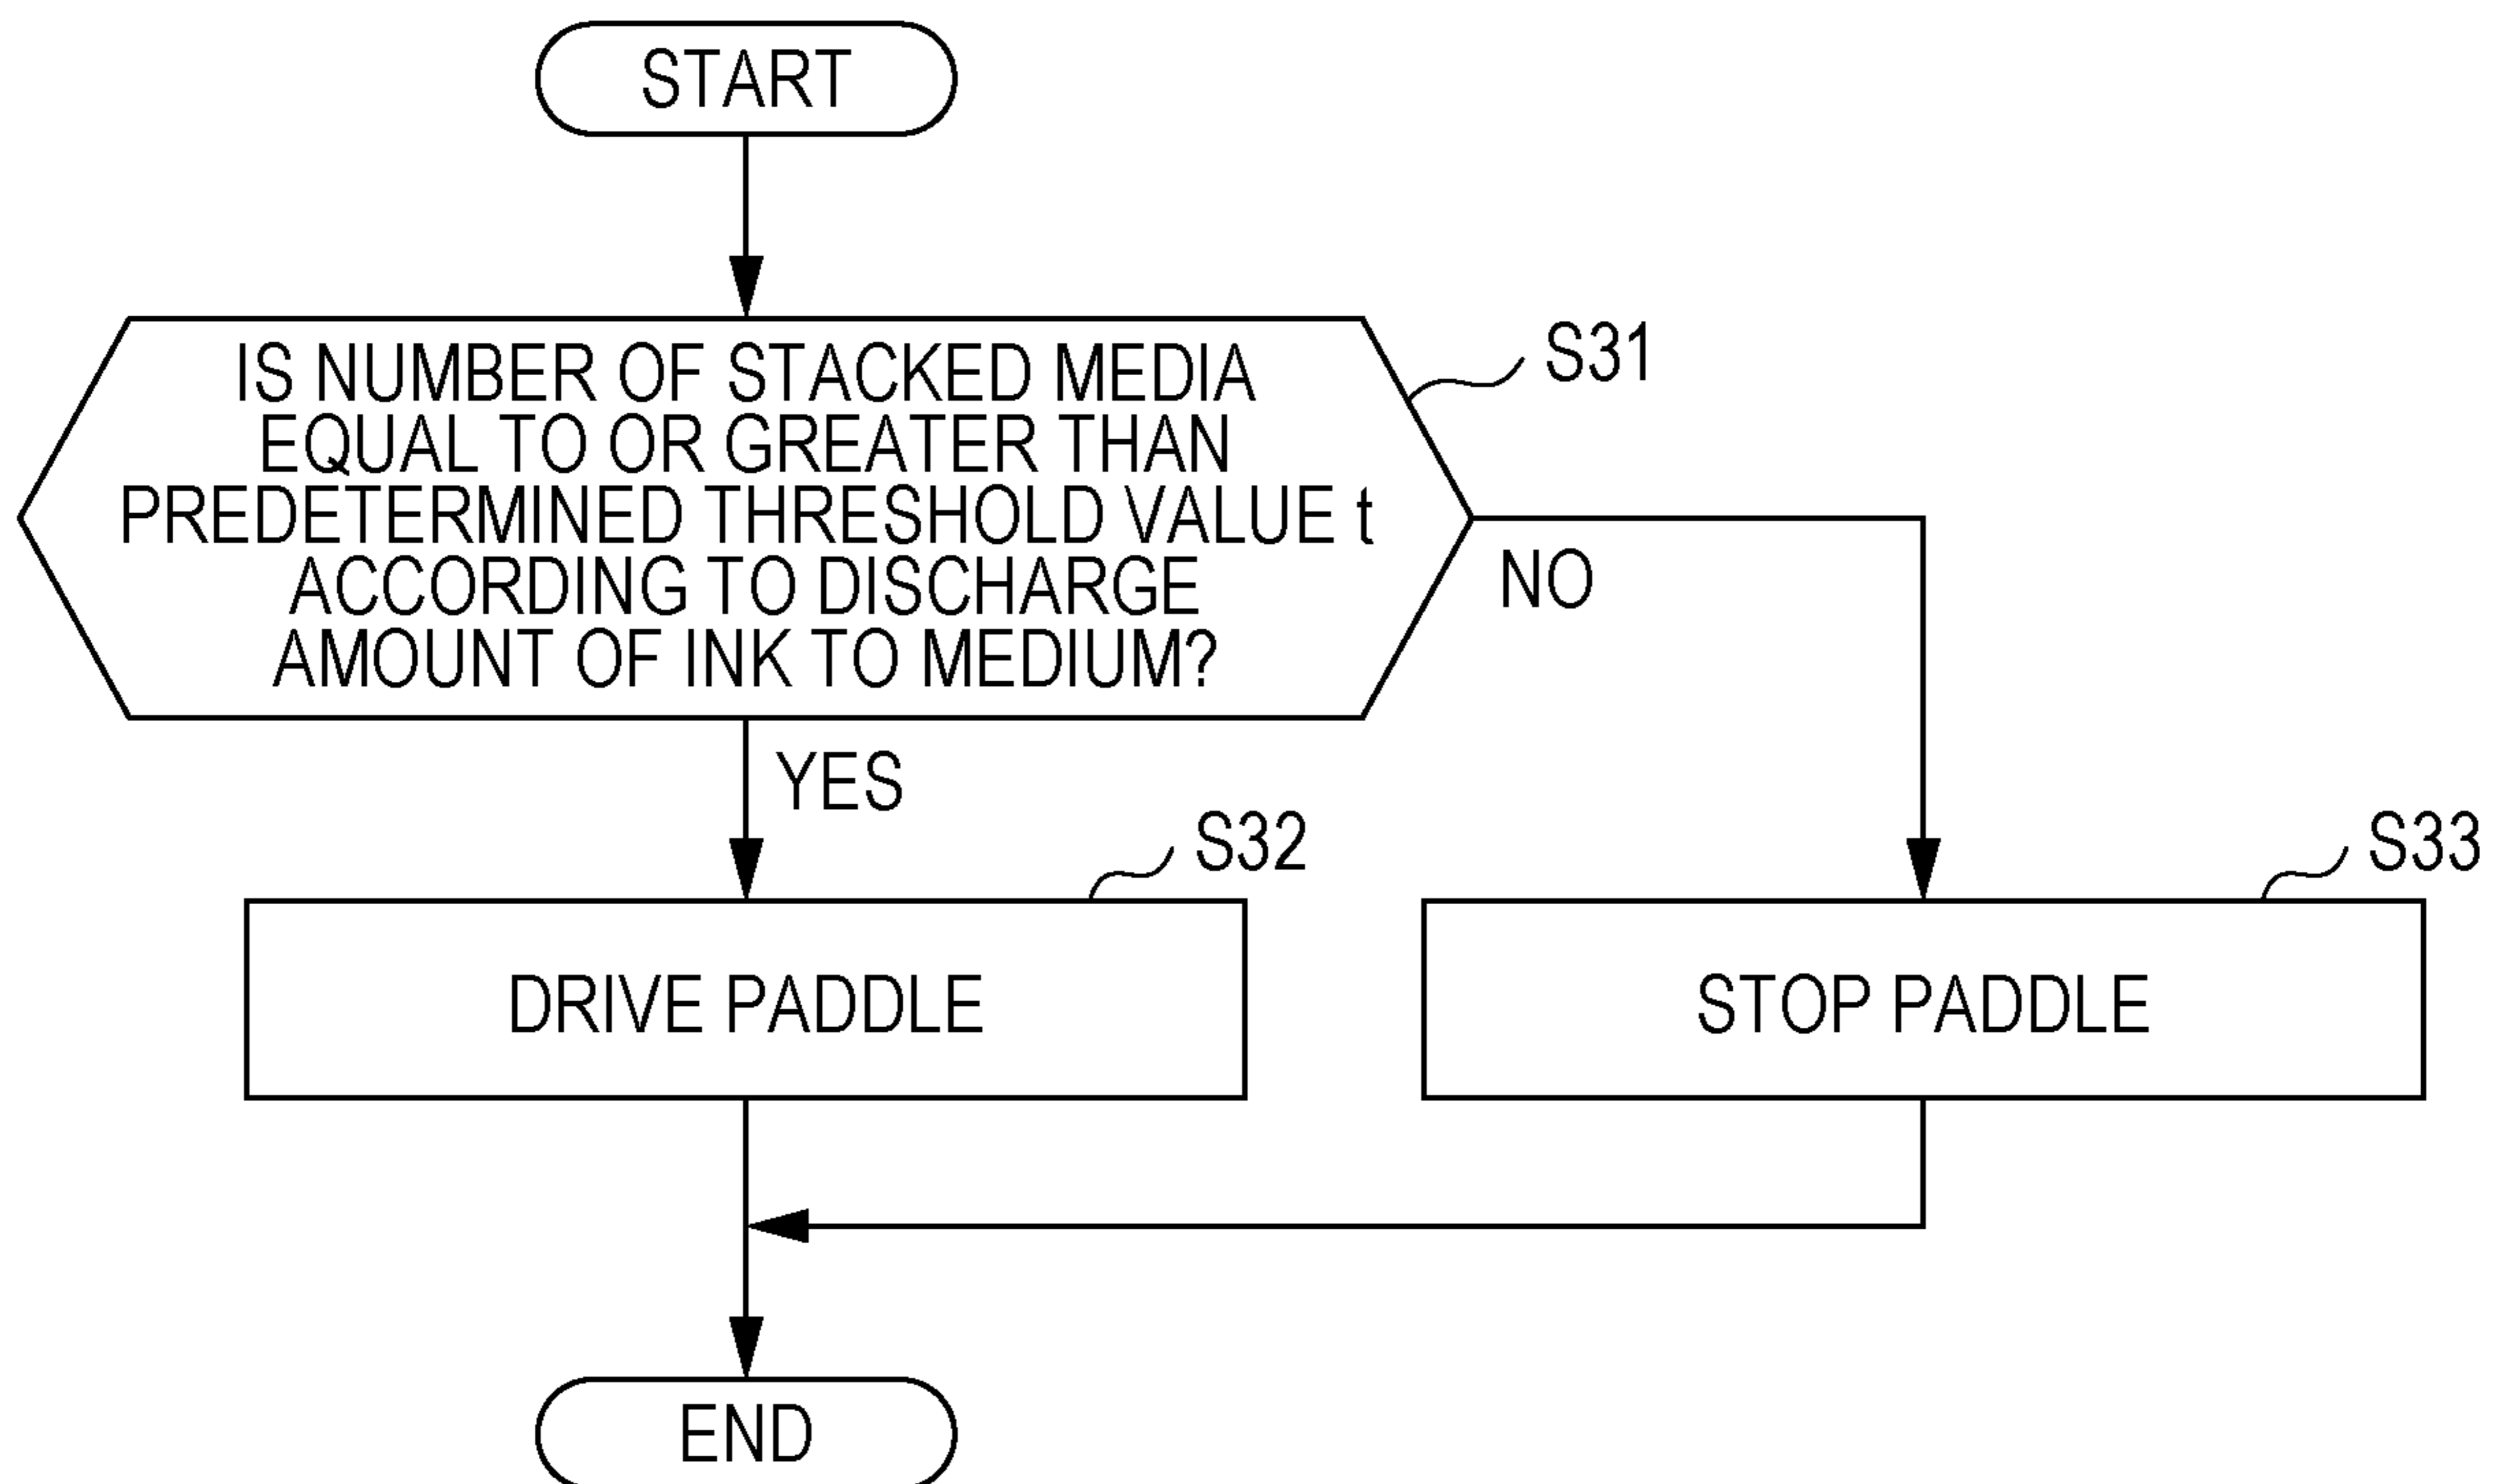 START
IS NUMBER OF STACKED MEDIA
EQUAL TO OR GREATER THAN
PREDETERMINED THRESHOLD VALUE t
ACCORDING TO DISCHARGE
AMOUNT OF INK TO MEDIUM?
S31
NO
YES
S32
DRIVE PADDLE
S33
STOP PADDLE
END